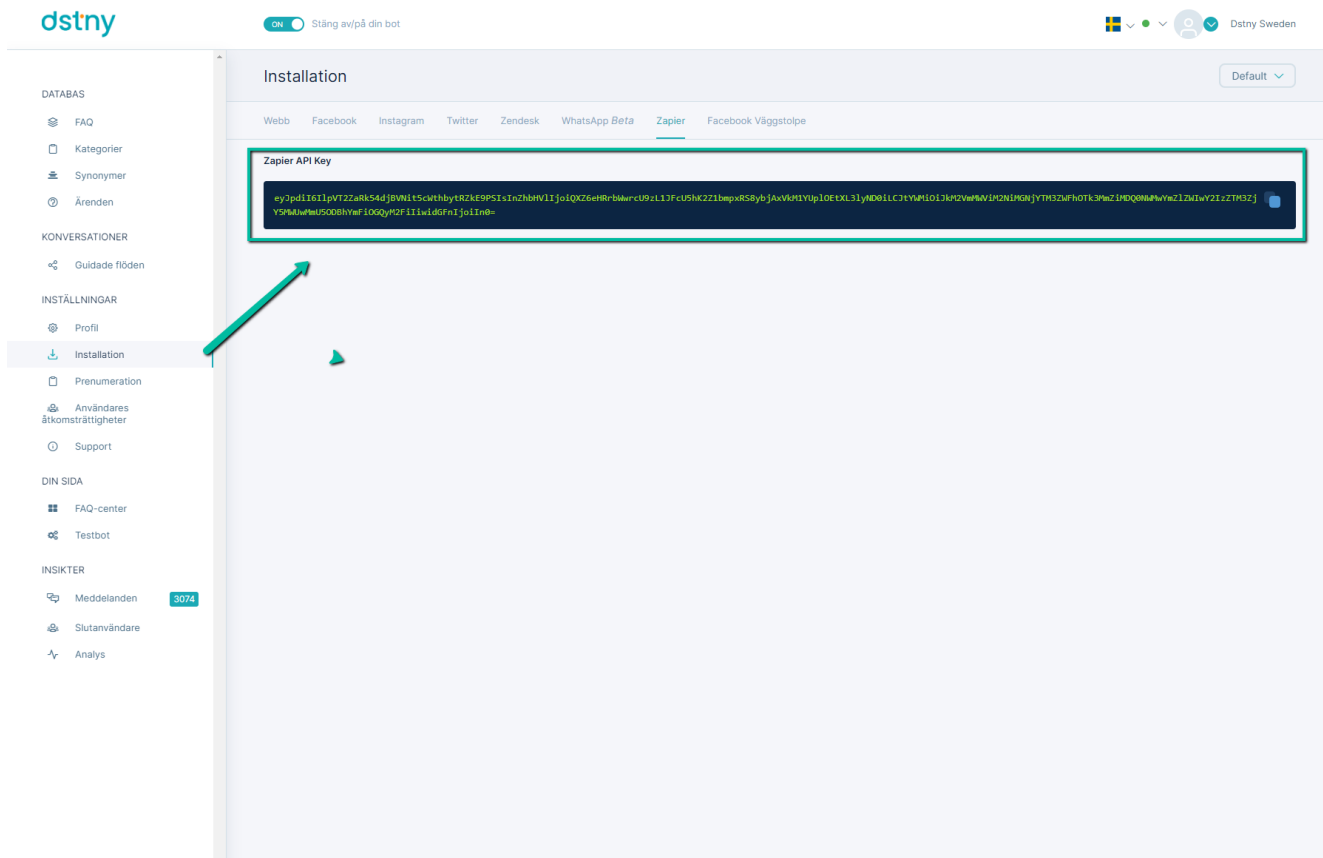 dstny
ON Stäng av/på din bot
Dstny Sweden
Installation
Default
DATABAS
FAQ
Kategorier
Synonymer
Ärenden
KONVERSATIONER
Guidade flöden
INSTÄLLNINGAR
Profil
Installation
Prenumeration
Användares
åtkomsträttigheter
Support
DIN SIDA
FAQ-center
Testbot
INSIKTER
Meddelanden 3074
Slutanvändare
Analys
Webb Facebook Instagram Twitter Zendesk WhatsApp Beta Zapier Facebook Väggstolpe
Zapier API Key